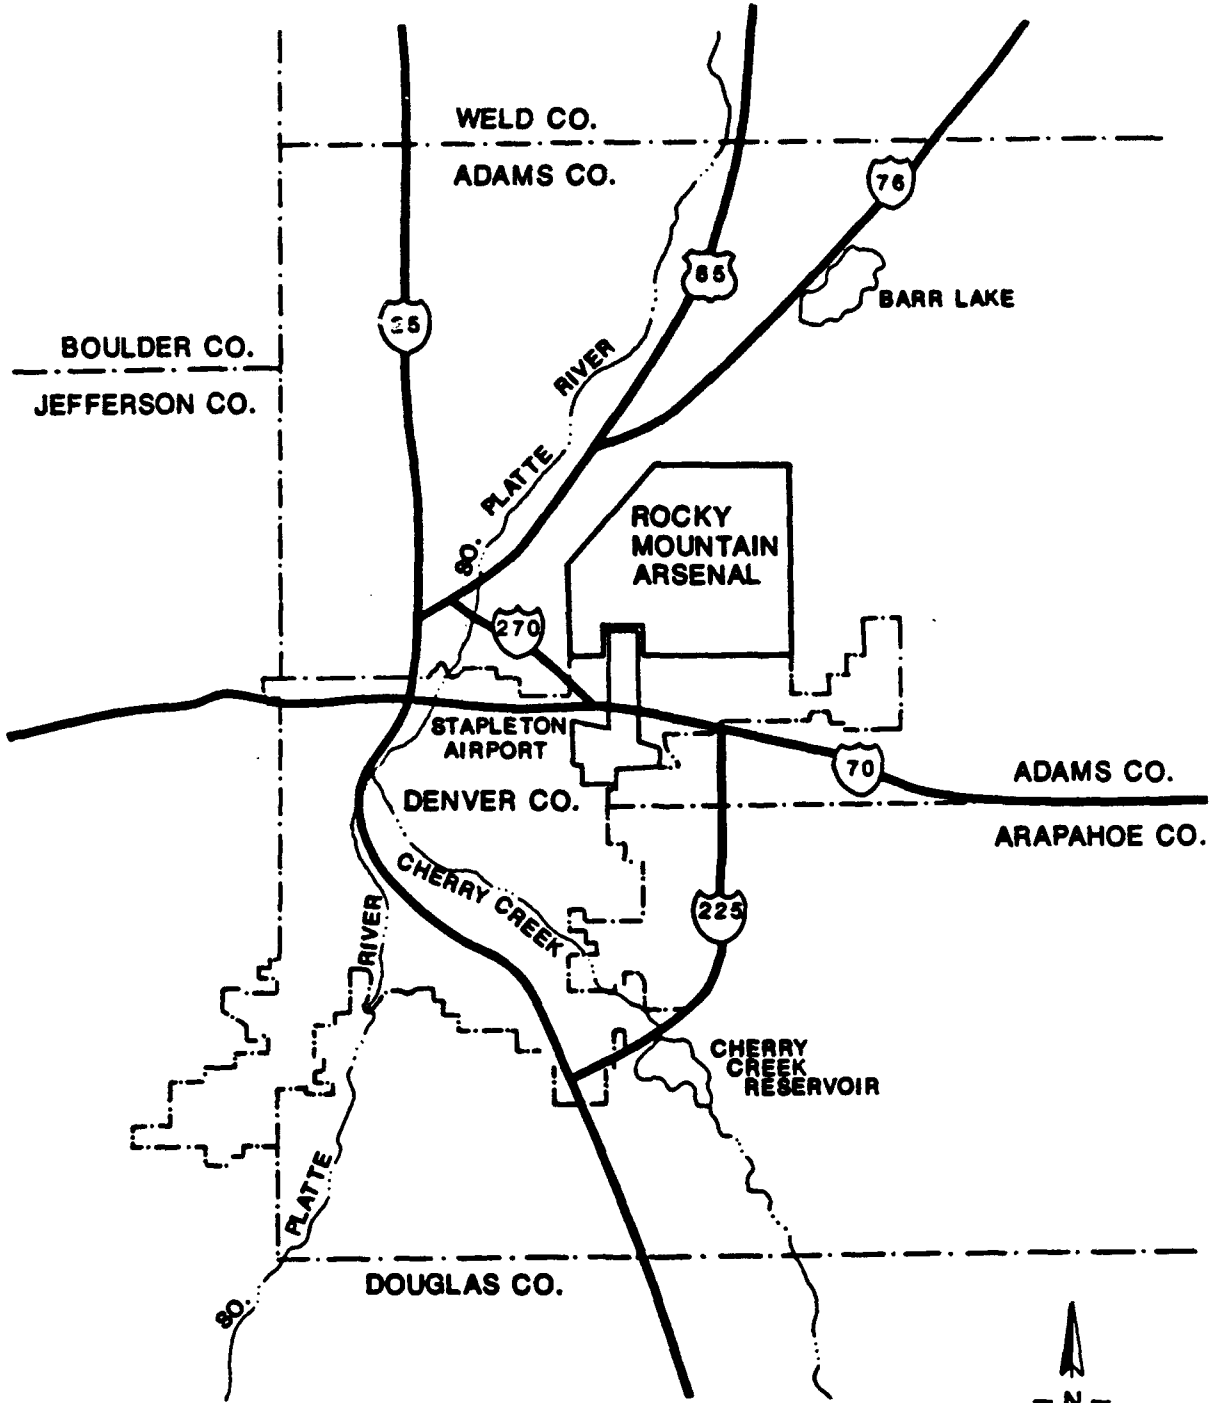 WELD CO.
ADAMS CO.
76
85
BARR LAKE
25
BOULDER CO.
JEFFERSON CO.
SO. PLATTE RIVER
ROCKY
MOUNTAIN
ARSENAL
270
STAPLETON
AIRPORT
70
ADAMS CO.
DENVER CO.
ARAPAHOE CO.
CHERRY CREEK
225
CHERRY
CREEK
RESERVOIR
SO. PLATTE RIVER
DOUGLAS CO.
- N -